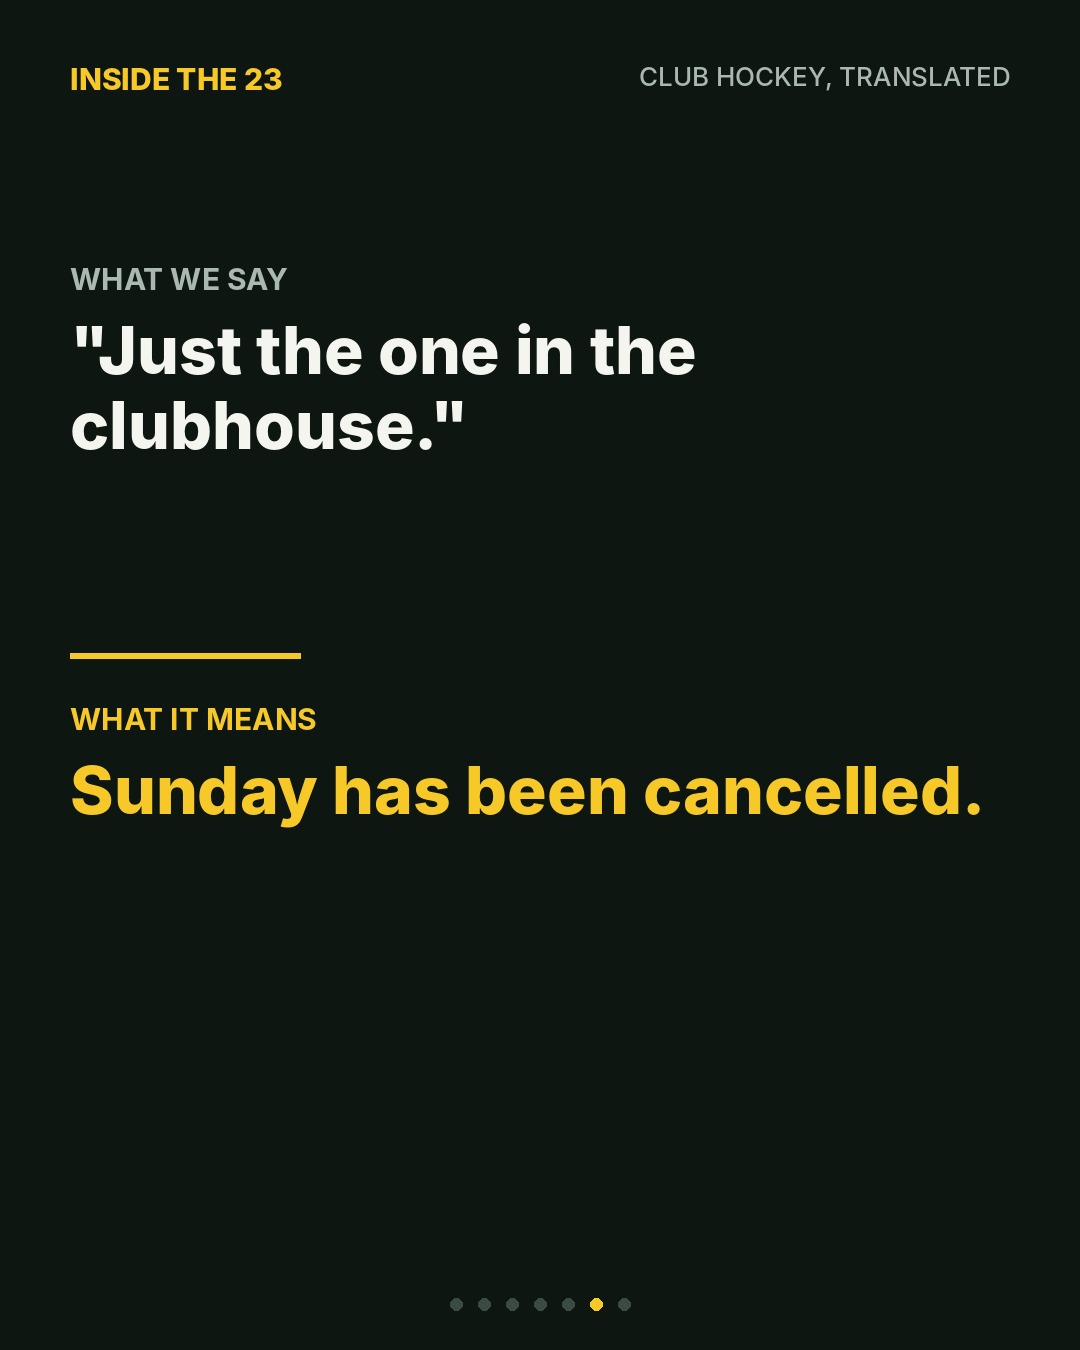 INSIDE THE 23
CLUB HOCKEY, TRANSLATED
WHAT WE SAY
"Just the one in the
clubhouse."
WHAT IT MEANS
Sunday has been cancelled.